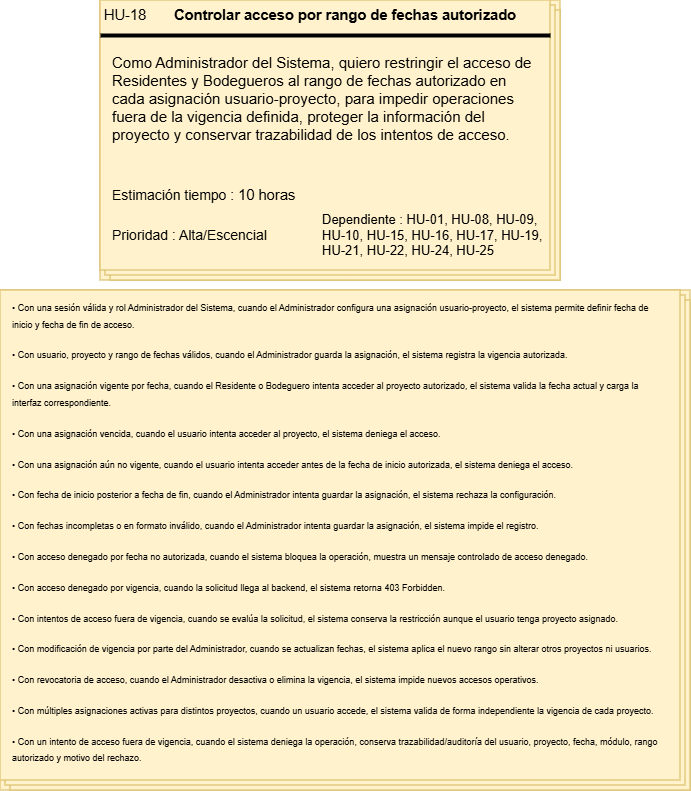 HU-18 Controlar acceso por rango de fechas autorizado
Como Administrador del Sistema, quiero restringir el acceso de
Residentes y Bodegueros al rango de fechas autorizado en
cada asignación usuario-proyecto, para impedir operaciones
fuera de la vigencia definida, proteger la información del
proyecto y conservar trazabilidad de los intentos de acceso.
Estimación tiempo : 10 horas
Prioridad : Alta/Escencial
Dependiente : HU-01, HU-08, HU-09,
HU-10, HU-15, HU-16, HU-17, HU-19,
HU-21, HU-22, HU-24, HU-25
• Con una sesión válida y rol Administrador del Sistema, cuando el Administrador configura una asignación usuario-proyecto, el sistema permite definir fecha de
inicio y fecha de fin de acceso.
• Con usuario, proyecto y rango de fechas válidos, cuando el Administrador guarda la asignación, el sistema registra la vigencia autorizada.
• Con una asignación vigente por fecha, cuando el Residente o Bodeguero intenta acceder al proyecto autorizado, el sistema valida la fecha actual y carga la
interfaz correspondiente.
• Con una asignación vencida, cuando el usuario intenta acceder al proyecto, el sistema deniega el acceso.
• Con una asignación aún no vigente, cuando el usuario intenta acceder antes de la fecha de inicio autorizada, el sistema deniega el acceso.
• Con fecha de inicio posterior a fecha de fin, cuando el Administrador intenta guardar la asignación, el sistema rechaza la configuración.
• Con fechas incompletas o en formato inválido, cuando el Administrador intenta guardar la asignación, el sistema impide el registro.
• Con acceso denegado por fecha no autorizada, cuando el sistema bloquea la operación, muestra un mensaje controlado de acceso denegado.
• Con acceso denegado por vigencia, cuando la solicitud llega al backend, el sistema retorna 403 Forbidden.
• Con intentos de acceso fuera de vigencia, cuando se evalúa la solicitud, el sistema conserva la restricción aunque el usuario tenga proyecto asignado.
• Con modificación de vigencia por parte del Administrador, cuando se actualizan fechas, el sistema aplica el nuevo rango sin alterar otros proyectos ni usuarios.
• Con revocatoria de acceso, cuando el Administrador desactiva o elimina la vigencia, el sistema impide nuevos accesos operativos.
• Con múltiples asignaciones activas para distintos proyectos, cuando un usuario accede, el sistema valida de forma independiente la vigencia de cada proyecto.
• Con un intento de acceso fuera de vigencia, cuando el sistema deniega la operación, conserva trazabilidad/auditoría del usuario, proyecto, fecha, módulo, rango
autorizado y motivo del rechazo.